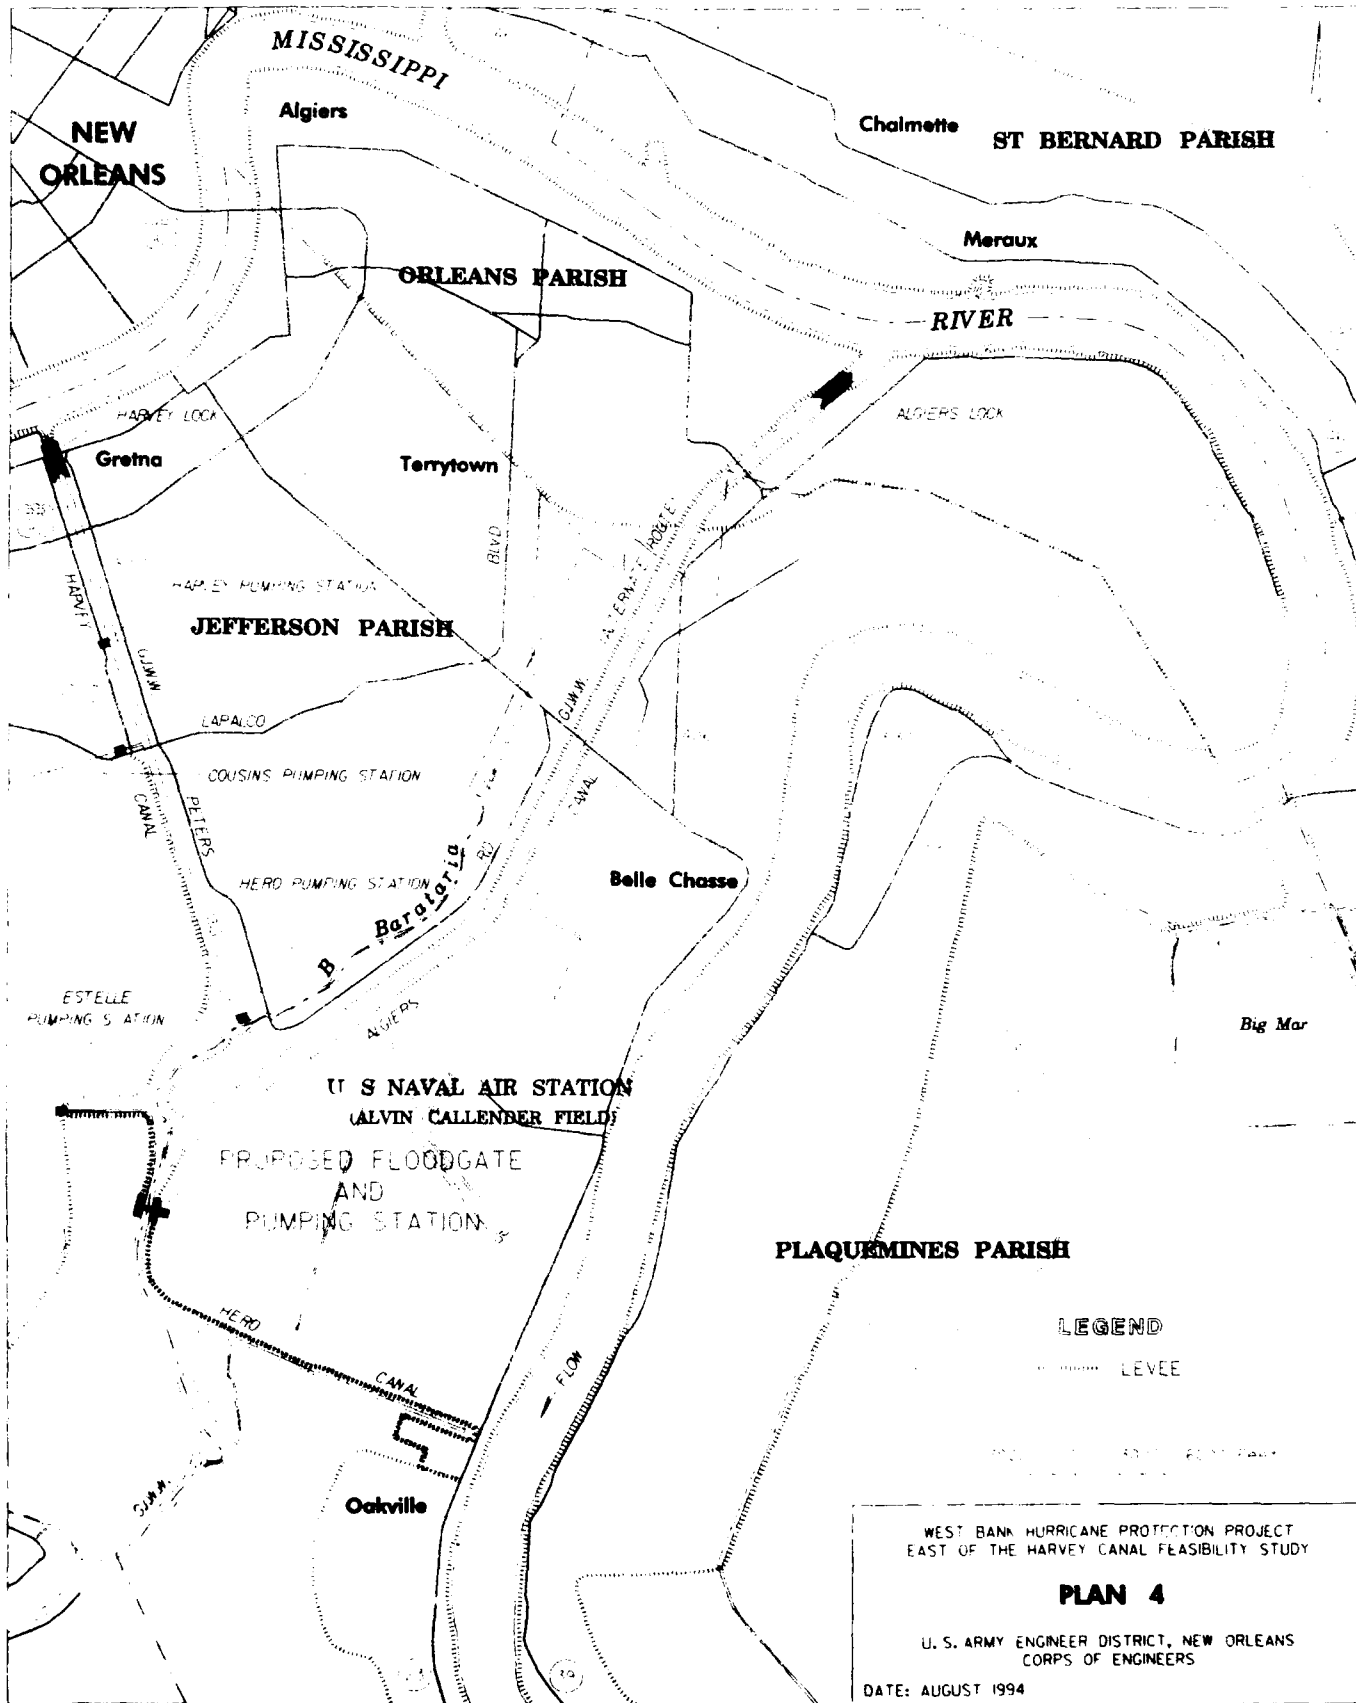 MISSISSIPPI
Algiers
Chalmette
ST BERNARD PARISH
NEW
ORLEANS
Meraux
ORLEANS PARISH
RIVER
HARVEY LOCK
ALGIERS LOCK
Gretna
Terrytown
ROUTE
BLVD
HARVEY PUMPING STATION
HARVEY
JEFFERSON PARISH
G.I.W.W
G.I.W.W.
LAPALCO
COUSINS PUMPING STATION
CANAL
CANAL
PETERS
RD
HERO PUMPING STATION
Barataria
B
Belle Chasse
ESTELLE
PUMPING S ATION
ALGIERS
Big Mar
U S NAVAL AIR STATION
(ALVIN CALLENDER FIELD)
PROPOSED FLOODGATE
AND
PUMPING STATION
PLAQUEMINES PARISH
HERO
CANAL
FLOW
LEGEND
LEVEE
G.I.W.W.
Oakville
WEST BANK HURRICANE PROTECTION PROJECT
EAST OF THE HARVEY CANAL FEASIBILITY STUDY
PLAN 4
U. S. ARMY ENGINEER DISTRICT, NEW ORLEANS
CORPS OF ENGINEERS
DATE: AUGUST 1994